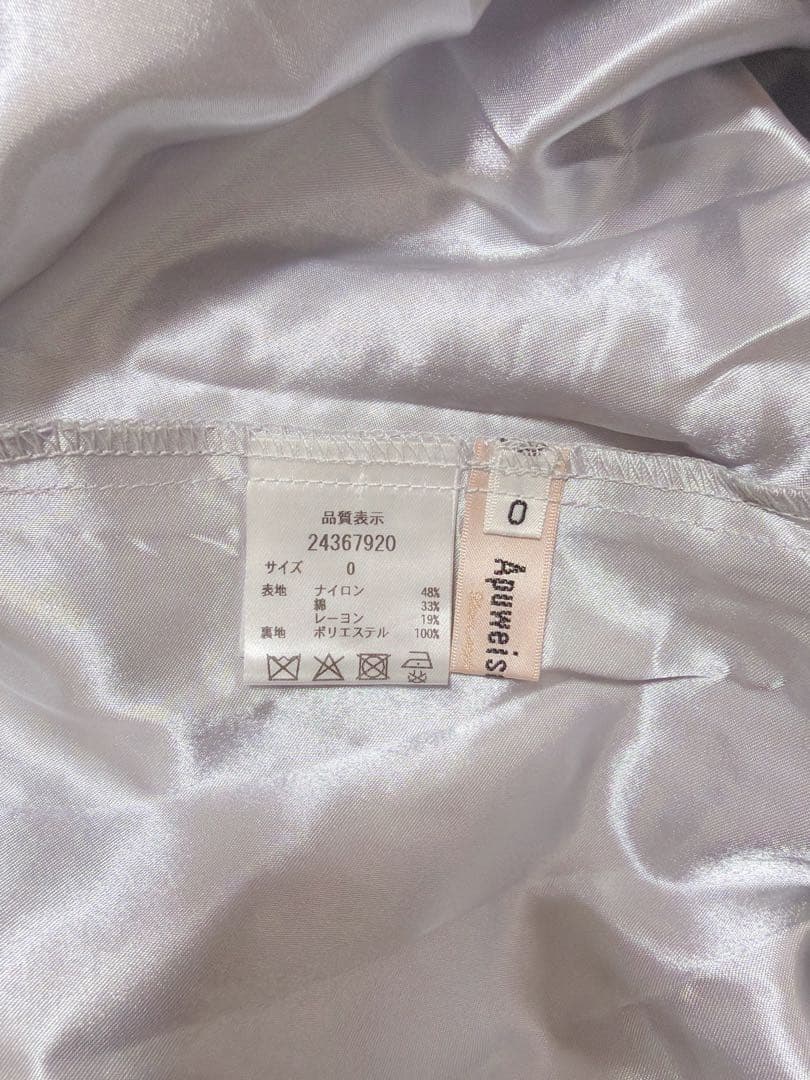 品質表示
24367920
サイズ 0
表地 ナイロン 48%
綿 33%
レーヨン 19%
裏地 ポリエステル 100%
0
Apuweis